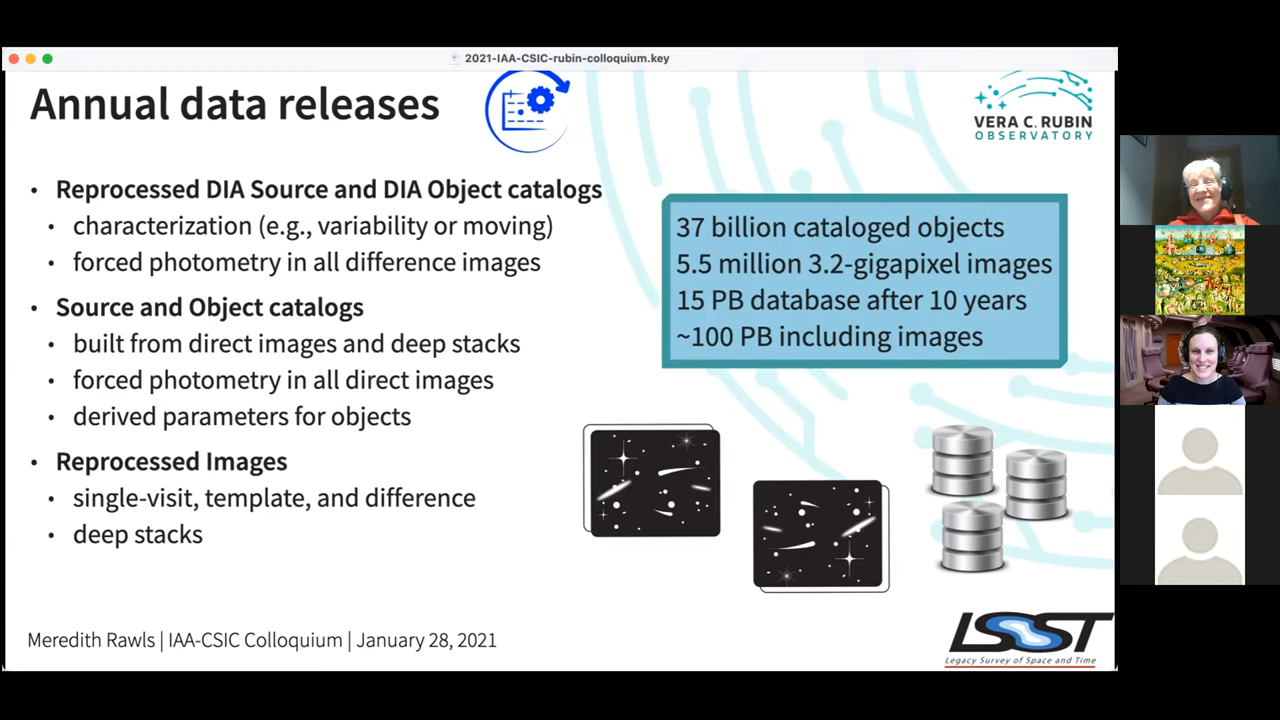 2021-IAA-CSIC-rubin-colloquium.key
Annual data releases
VERA C. RUBIN
OBSERVATORY
• Reprocessed DIA Source and DIA Object catalogs
• characterization (e.g., variability or moving)
• forced photometry in all difference images
• Source and Object catalogs
• built from direct images and deep stacks
• forced photometry in all direct images
• derived parameters for objects
• Reprocessed Images
• single-visit, template, and difference
• deep stacks
37 billion cataloged objects
5.5 million 3.2-gigapixel images
15 PB database after 10 years
~100 PB including images
Meredith Rawls | IAA-CSIC Colloquium | January 28, 2021
LSST
Legacy Survey of Space and Time